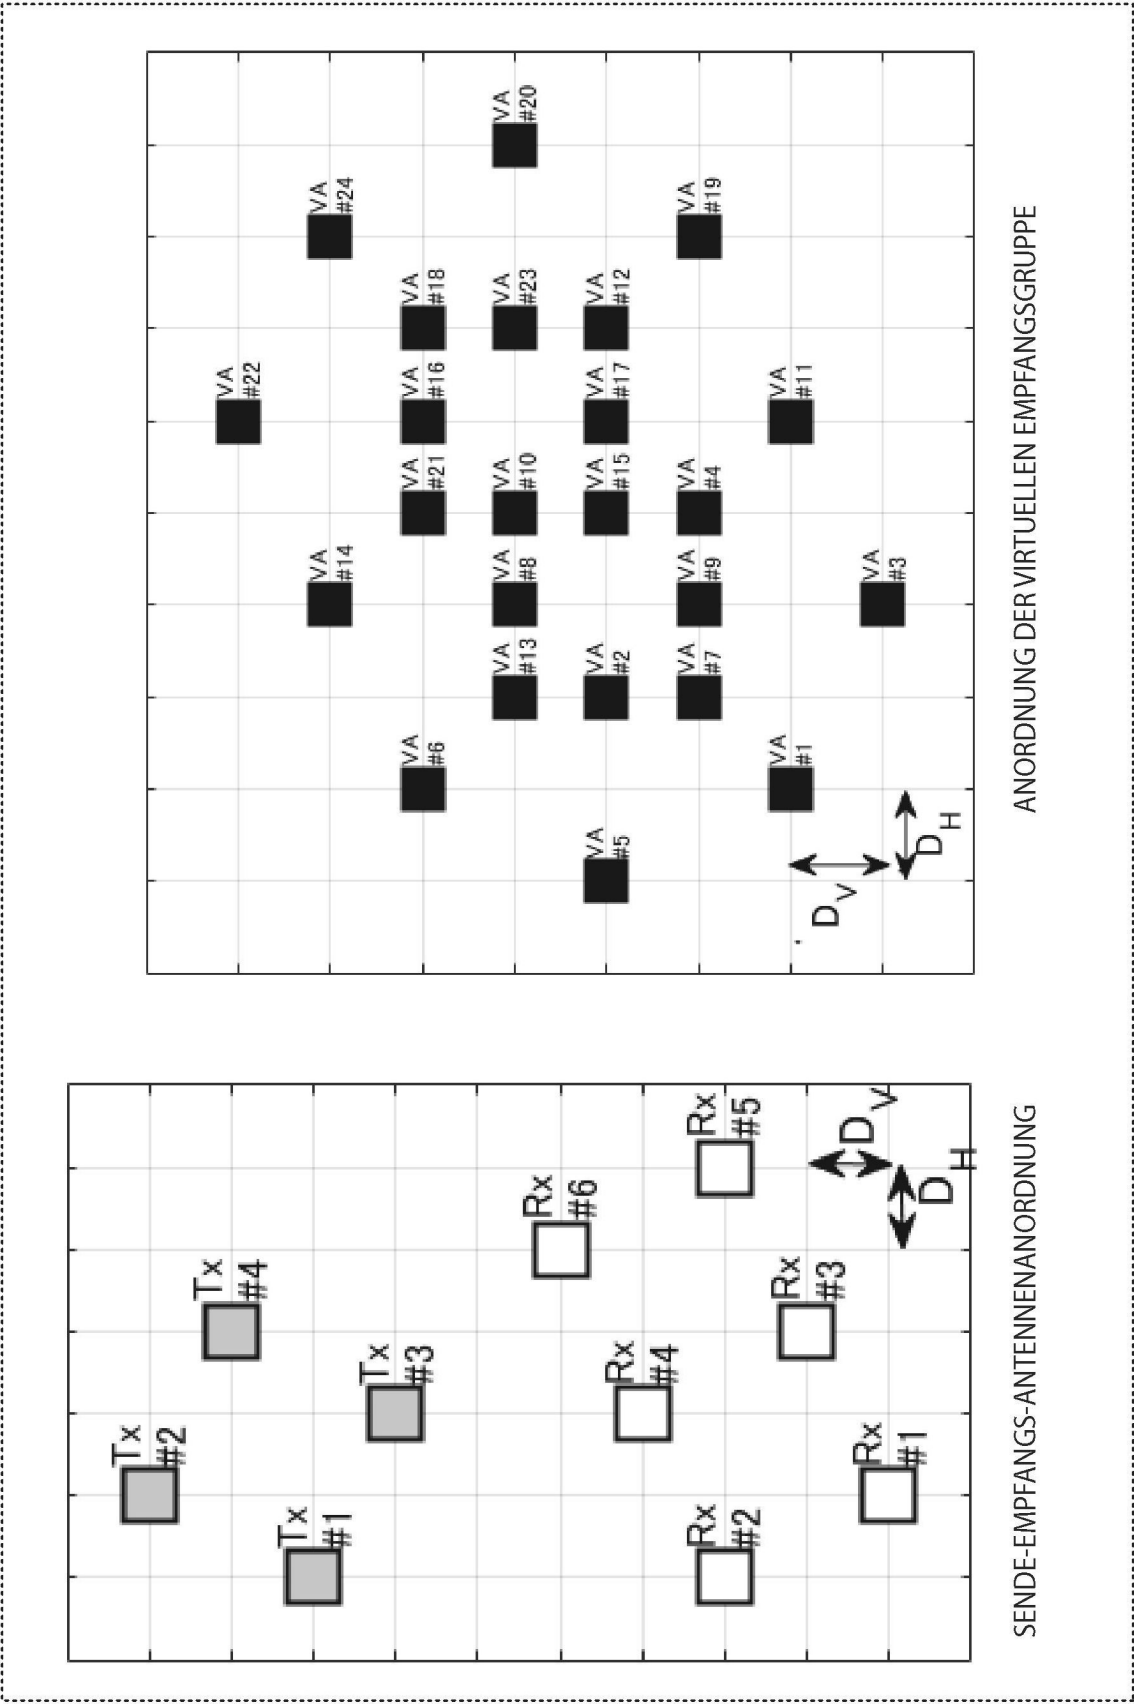 Tx
#2
Tx
#4
Tx
#1
Tx
#3
Rx
#6
Rx
#4
Rx
#2
Rx
#5
Rx
#3
Rx
#1
D_V
D_H
SENDE-EMPFANGS-ANTENNENANORDNUNG
VA
#22
VA
#14
VA
#24
VA
#6
VA
#21
VA
#16
VA
#18
VA
#13
VA
#8
VA
#10
VA
#23
VA
#20
VA
#5
VA
#2
VA
#15
VA
#17
VA
#12
VA
#7
VA
#9
VA
#4
VA
#19
VA
#1
VA
#11
VA
#3
D_V
D_H
ANORDNUNG DER VIRTUELLEN EMPFANGSGRUPPE